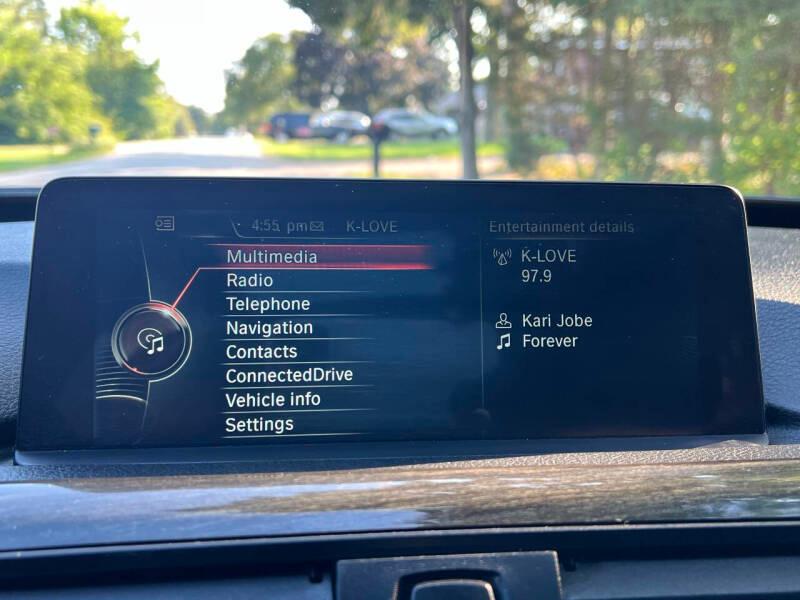 4:55 pm K-LOVE
Multimedia
Radio
Telephone
Navigation
Contacts
ConnectedDrive
Vehicle info
Settings
Entertainment details
K-LOVE
97.9
Kari Jobe
Forever